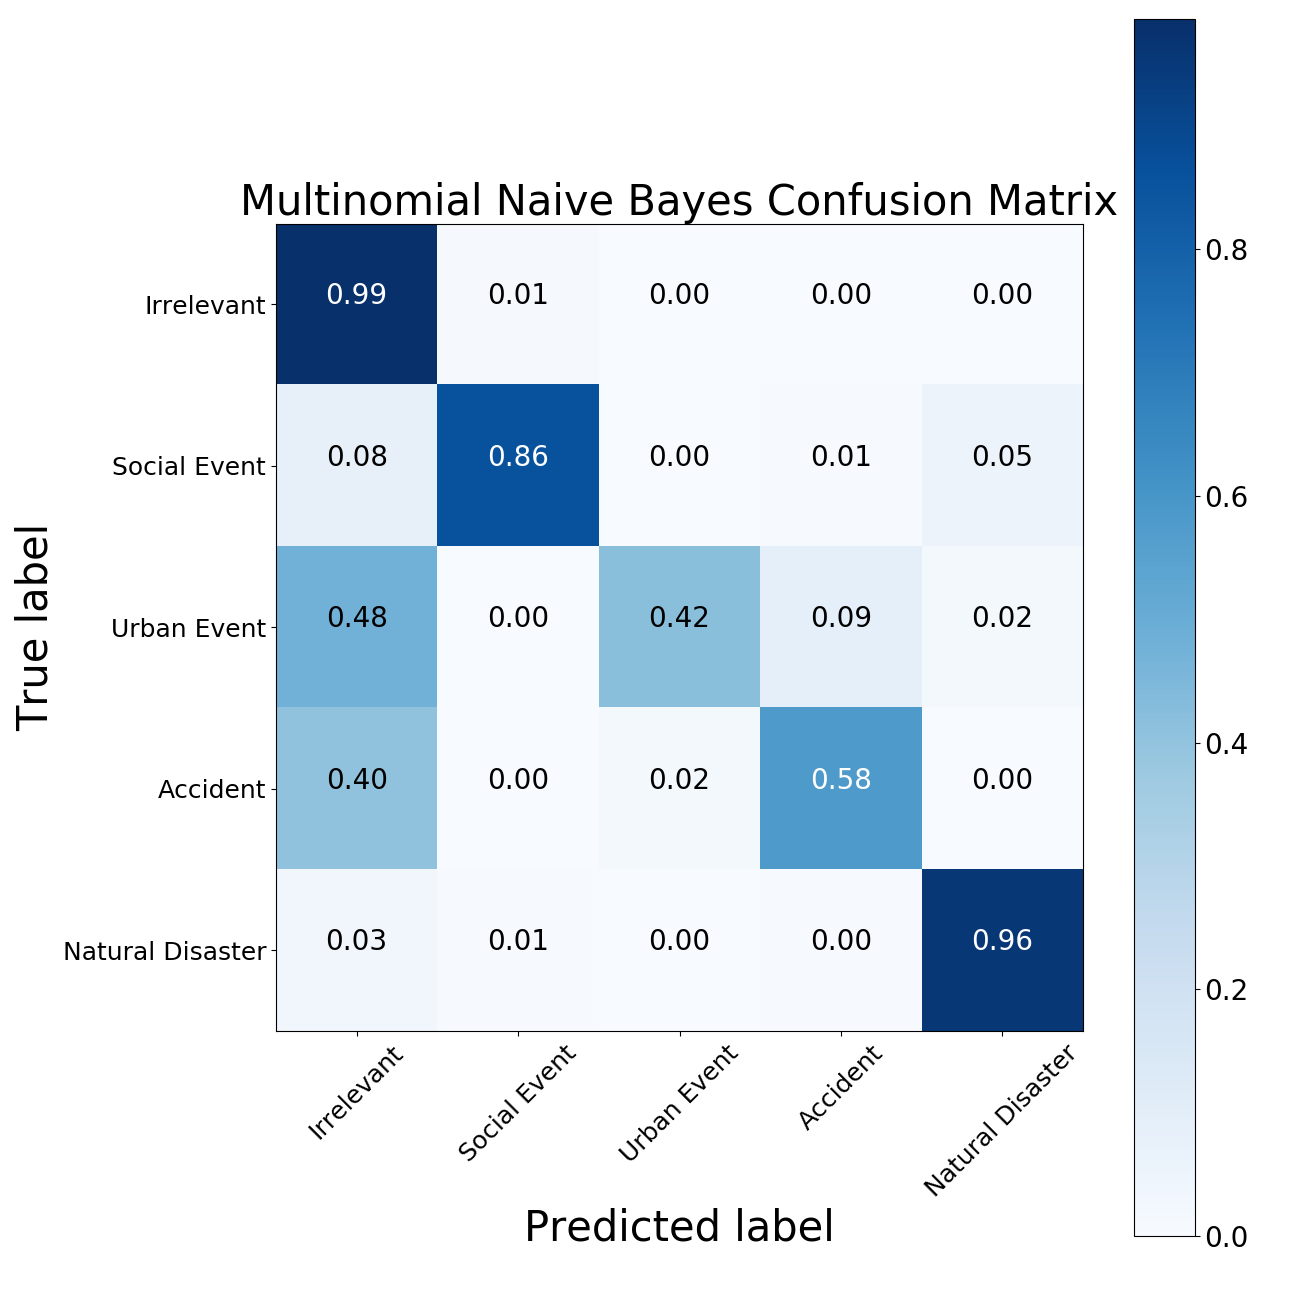 Multinomial Naive Bayes Confusion Matrix
True label
Irrelevant 0.99 0.01 0.00 0.00 0.00
Social Event 0.08 0.86 0.00 0.01 0.05
Urban Event 0.48 0.00 0.42 0.09 0.02
Accident 0.40 0.00 0.02 0.58 0.00
Natural Disaster 0.03 0.01 0.00 0.00 0.96
Irrelevant Social Event Urban Event Accident Natural Disaster
Predicted label
0.8
0.6
0.4
0.2
0.0